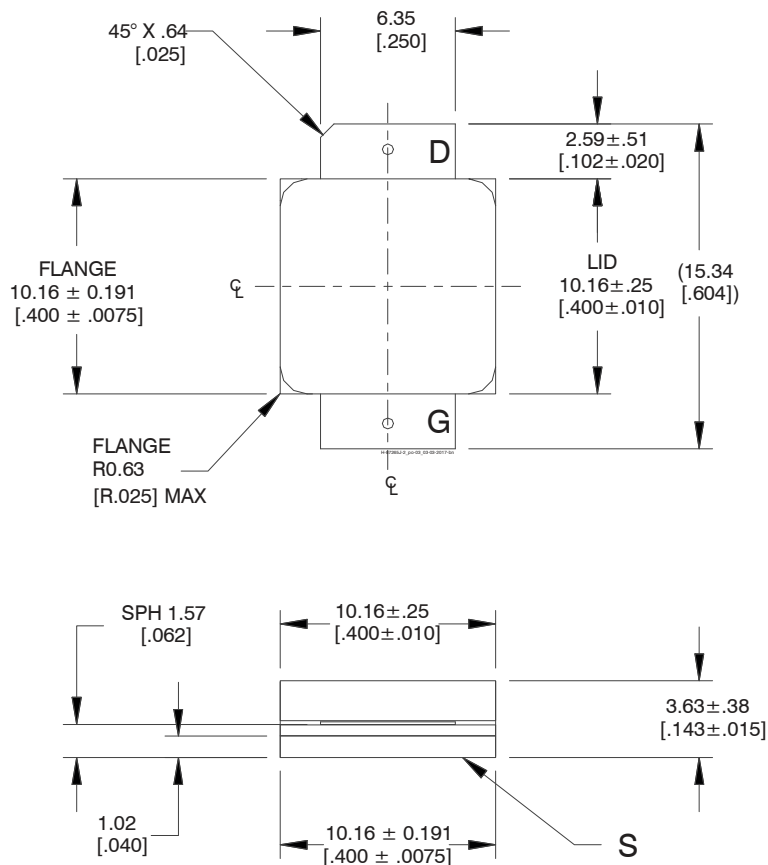 45° X .64
[.025]
6.35
[.250]
D
2.59±.51
[.102±.020]
FLANGE
10.16 ± 0.191
[.400 ± .0075]
LID
10.16±.25
[.400±.010]
(15.34
[.604])
℄
G
FLANGE
R0.63
[R.025] MAX
℄
SPH 1.57
[.062]
10.16±.25
[.400±.010]
3.63±.38
[.143±.015]
1.02
[.040]
10.16 ± 0.191
[.400 ± .0075]
S